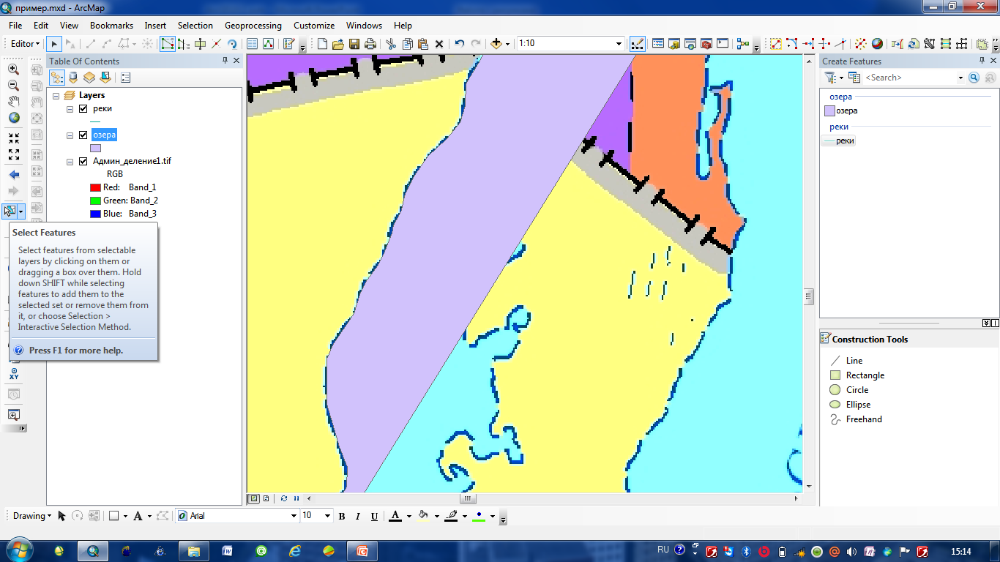 пример.mxd - ArcMap
File Edit View Bookmarks Insert Selection Geoprocessing Customize Windows Help
Editor 1:10
Table Of Contents
Layers
реки
озера
Админ_деление1.tif
RGB
Red: Band_1
Green: Band_2
Blue: Band_3
Select Features
Select features from selectable
layers by clicking on them or
dragging a box over them. Hold
down SHIFT while selecting
features to add them to the
selected set or remove them from
it, or choose Selection >
Interactive Selection Method.
Press F1 for more help.
XY
Create Features
<Search>
озера
озера
реки
реки
Construction Tools
Line
Rectangle
Circle
Ellipse
Freehand
Drawing A Arial 10 B I U A
RU 15:14